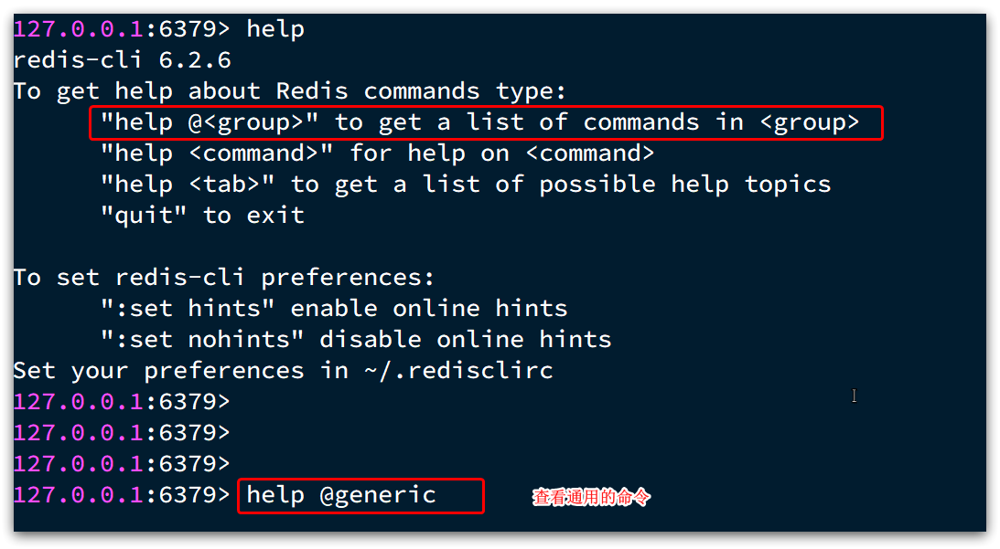 127.0.0.1:6379> help
redis-cli 6.2.6
To get help about Redis commands type:
      "help @<group>" to get a list of commands in <group>
      "help <command>" for help on <command>
      "help <tab>" to get a list of possible help topics
      "quit" to exit
To set redis-cli preferences:
      ":set hints" enable online hints
      ":set nohints" disable online hints
Set your preferences in ~/.redisclirc
127.0.0.1:6379>
127.0.0.1:6379>
127.0.0.1:6379>
127.0.0.1:6379> help @generic 查看通用的命令